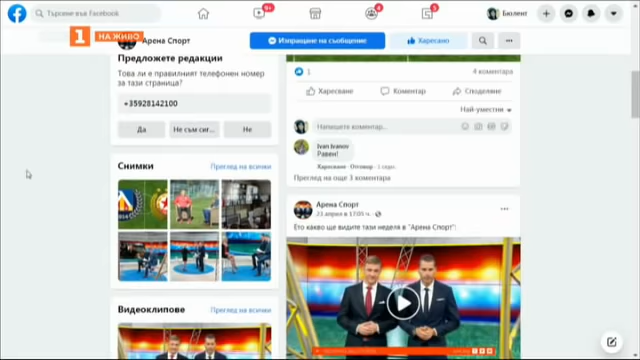 Търсене във Facebook
9+
4
5
Бюлент
1
НА ЖИВО
Арена Спорт
Изпращане на съобщение
Харесано
Предложете редакции
Това ли е правилният телефонен номер
за тази страница?
+35928142100
Да
Не съм сиг...
Не
Снимки
Преглед на всички
Видеоклипове
Преглед на всички
1
4 коментара
Харесване
Коментар
Споделяне
Най-уместни
Напишете коментар...
Ivan Ivanov
Равен!
Харесване · Отговор · 1 седм.
Преглед на още 3 коментара
Арена Спорт
23 април в 17:01 ч.
Ето какво ще видите тази неделя в "Арена Спорт":